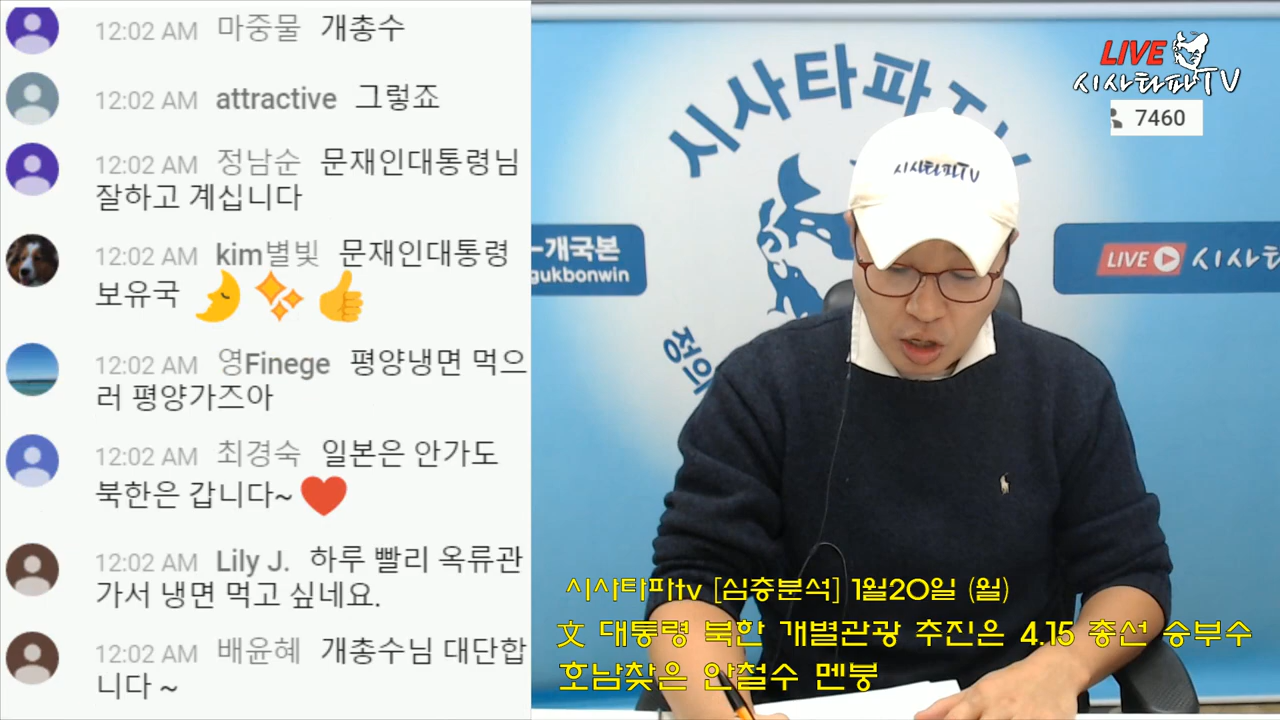 12:02 AM 마중물 개총수
12:02 AM attractive 그렇죠
12:02 AM 정남순 문재인대통령님
잘하고 계십니다
12:02 AM kim별빛 문재인대통령
보유국 🌛✨👍
12:02 AM 영Finege 평양냉면 먹으
러 평양가즈아
12:02 AM 최경숙 일본은 안가도
북한은 갑니다~ ❤️
12:02 AM Lily J. 하루 빨리 옥류관
가서 냉면 먹고 싶네요.
12:02 AM 배윤혜 개총수님 대단합
니다 ~
LIVE
시사타파TV
7460
시사타파
시사타파TV
-개국본
gukbonwin
LIVE 시사타
정의
시사타파tv [심층분석] 1월20일 (월)
文 대통령 북한 개별관광 추진은 4.15 총선 승부수
호남찾은 안철수 멘붕